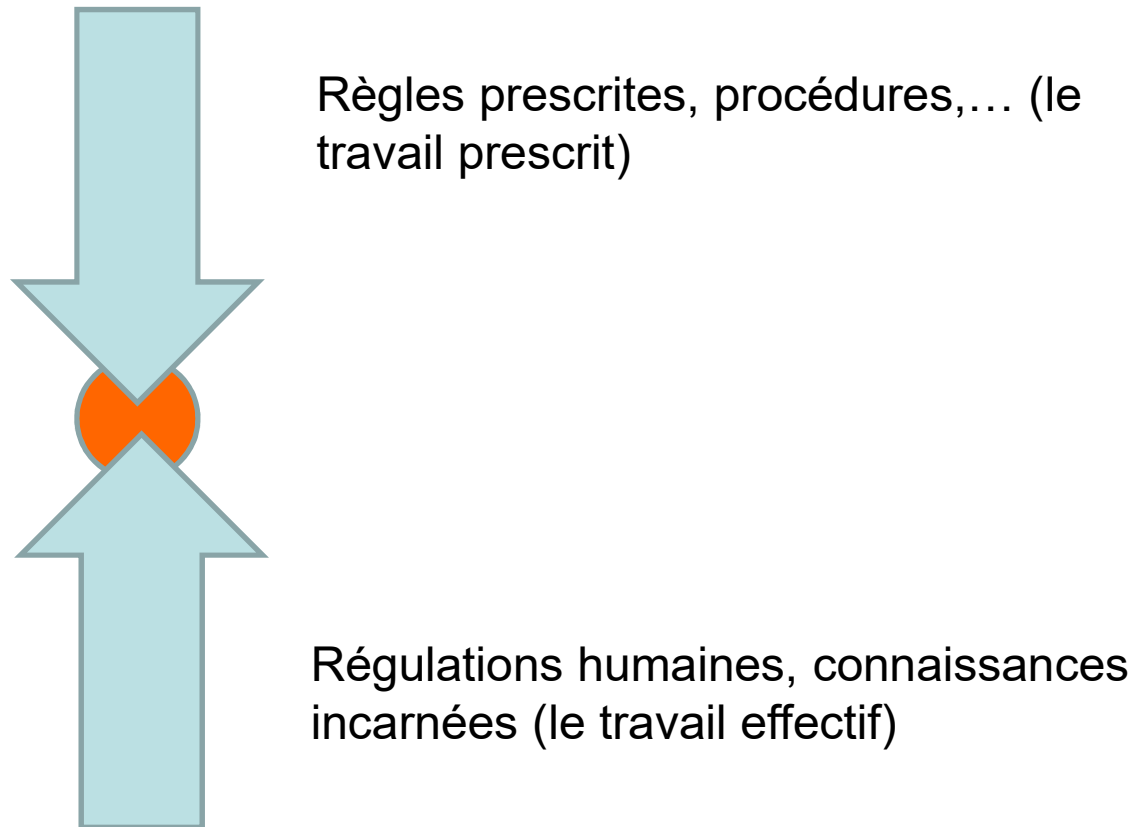 Règles prescrites, procédures,… (le
travail prescrit)
Régulations humaines, connaissances
incarnées (le travail effectif)